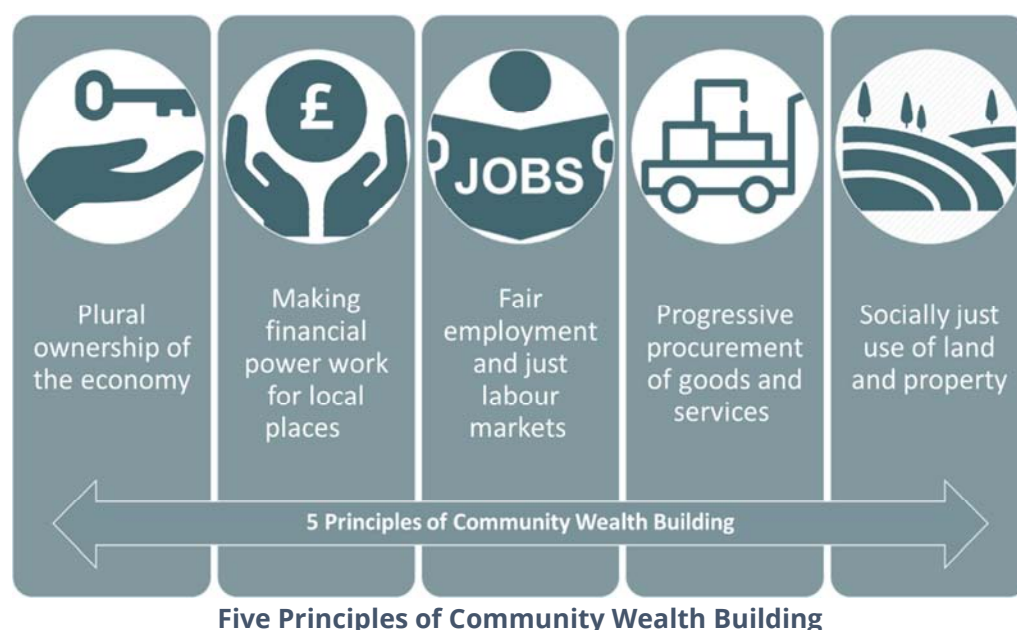 £
JOBS
Plural
ownership of
the economy
Making
financial
power work
for local
places
Fair
employment
and just
labour
markets
Progressive
procurement
of goods and
services
Socially just
use of land
and property
5 Principles of Community Wealth Building
Five Principles of Community Wealth Building